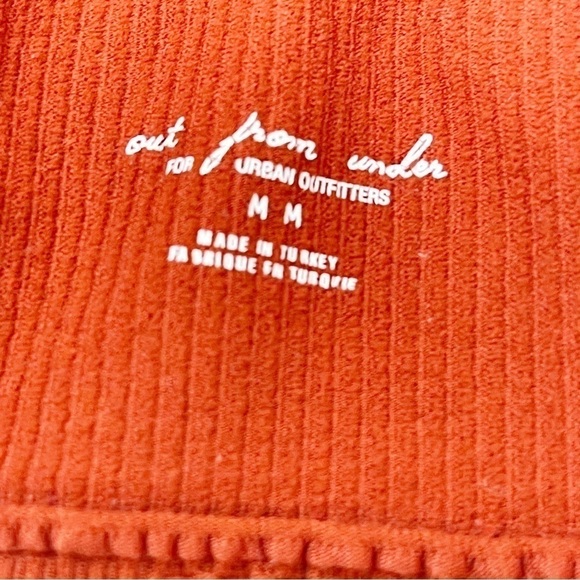 out from under
FOR URBAN OUTFITTERS
M M
MADE IN TURKEY
FABRIQUE EN TURQUIE